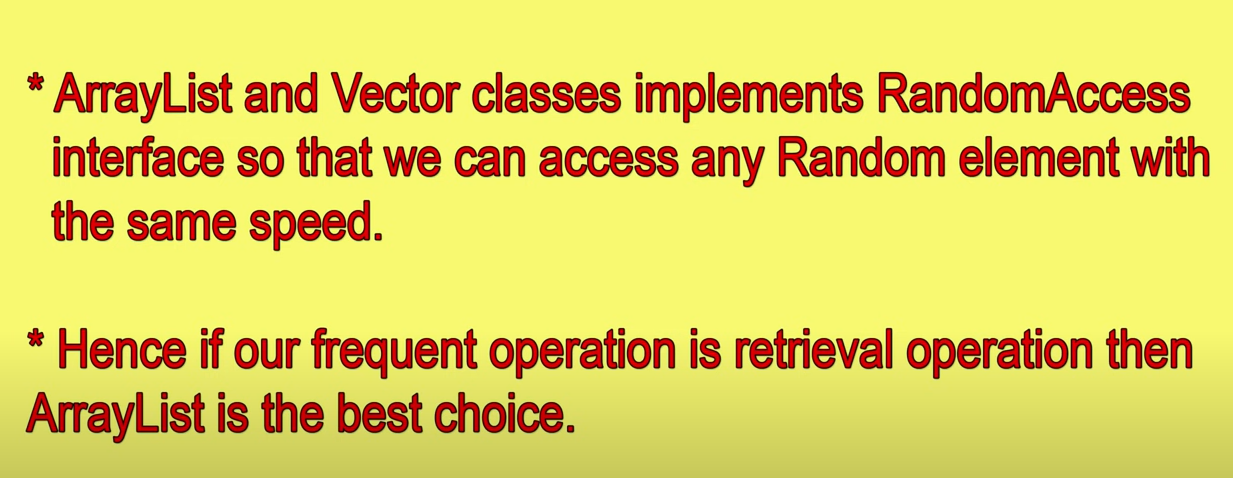 * ArrayList and Vector classes implements RandomAccess
interface so that we can access any Random element with
the same speed.
* Hence if our frequent operation is retrieval operation then
ArrayList is the best choice.